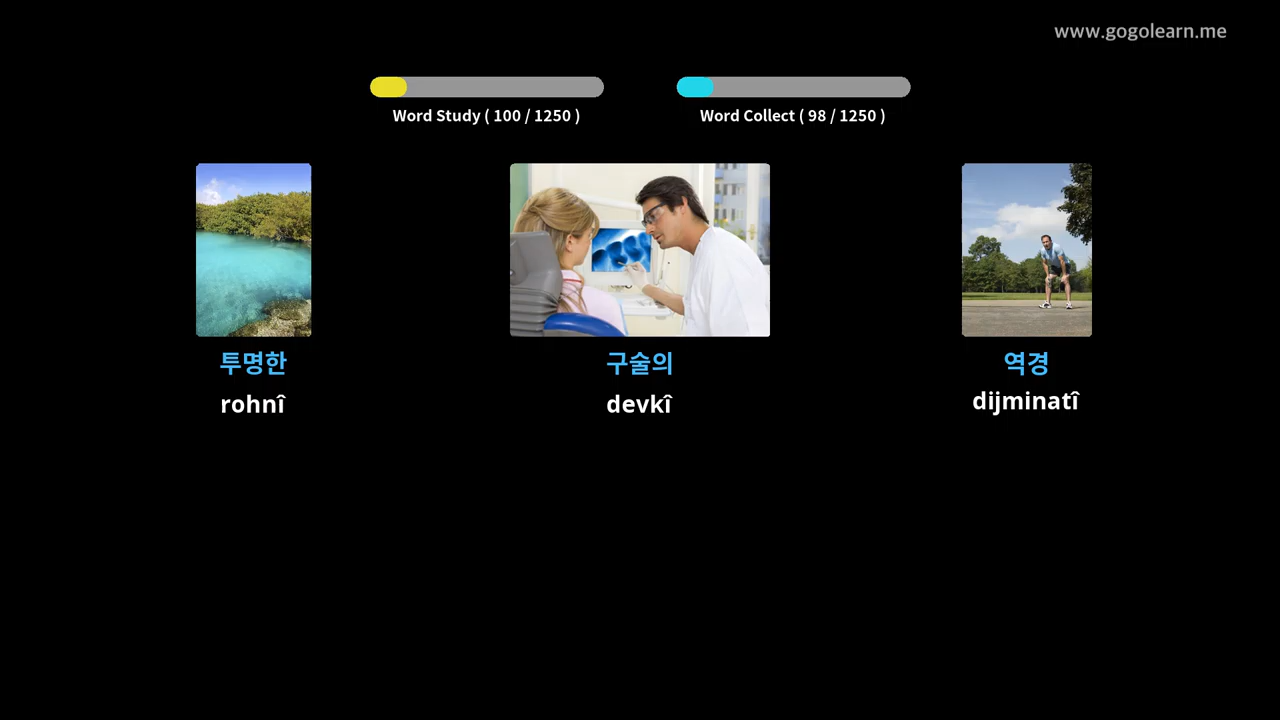 www.gogolearn.me
Word Study ( 100 / 1250 )
Word Collect ( 98 / 1250 )
투명한
rohnî
구술의
devkî
역경
dijminatî